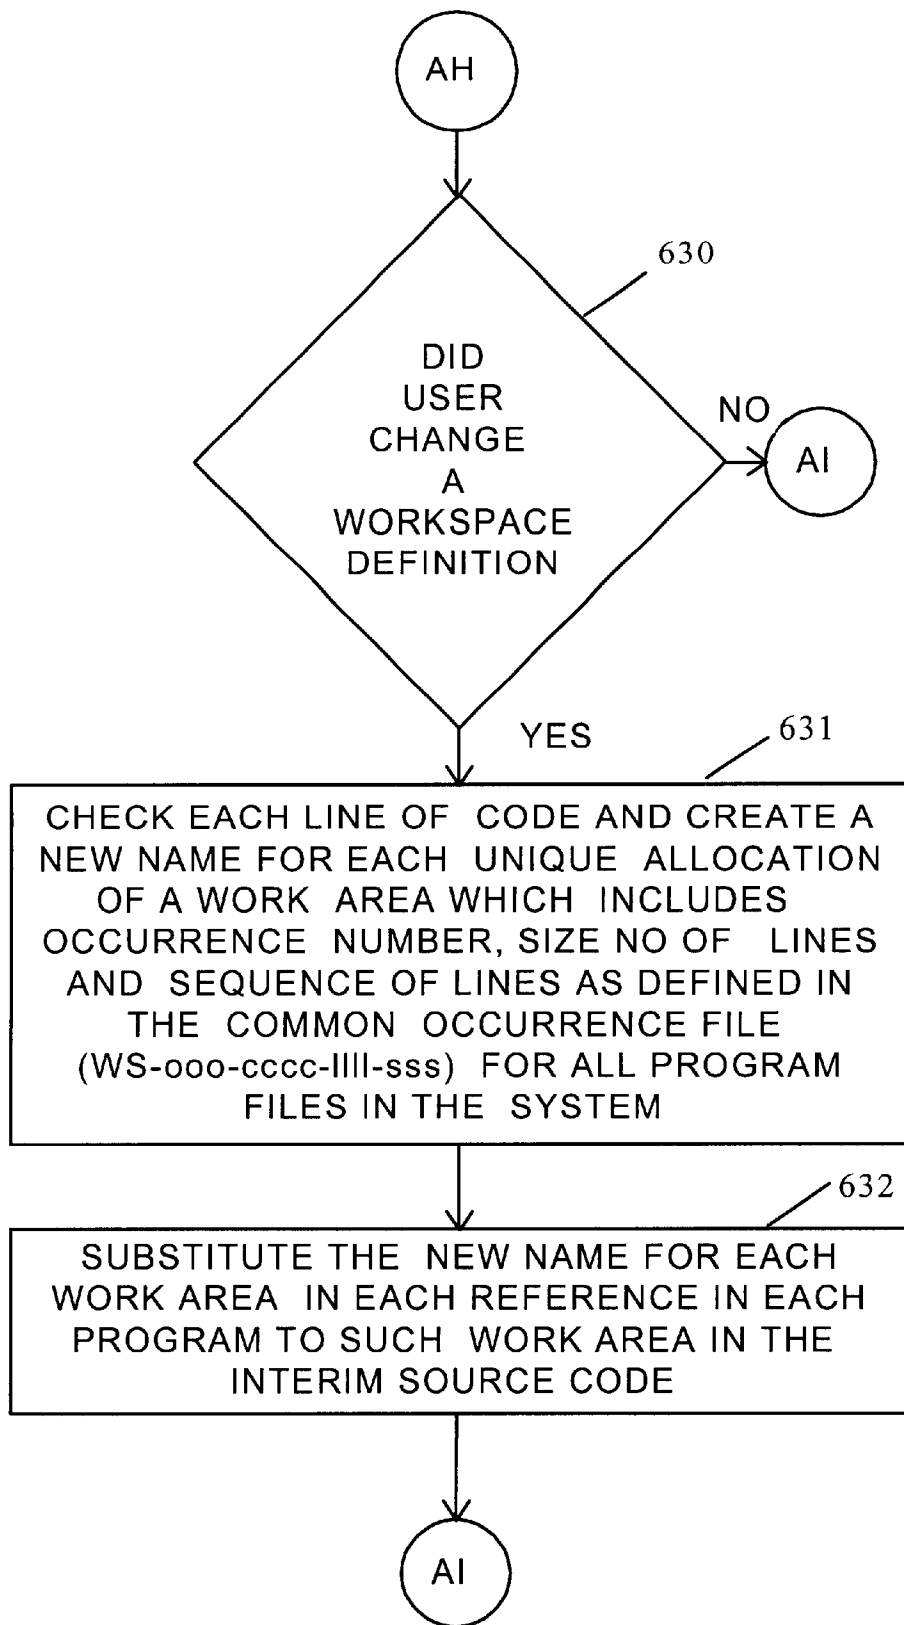 AH
630
DID
USER
CHANGE
A
WORKSPACE
DEFINITION
NO
AI
YES
631
CHECK EACH LINE OF CODE AND CREATE A
NEW NAME FOR EACH UNIQUE ALLOCATION
OF A WORK AREA WHICH INCLUDES
OCCURRENCE NUMBER, SIZE NO OF LINES
AND SEQUENCE OF LINES AS DEFINED IN
THE COMMON OCCURRENCE FILE
(WS-ooo-cccc-llll-sss) FOR ALL PROGRAM
FILES IN THE SYSTEM
632
SUBSTITUTE THE NEW NAME FOR EACH
WORK AREA IN EACH REFERENCE IN EACH
PROGRAM TO SUCH WORK AREA IN THE
INTERIM SOURCE CODE
AI